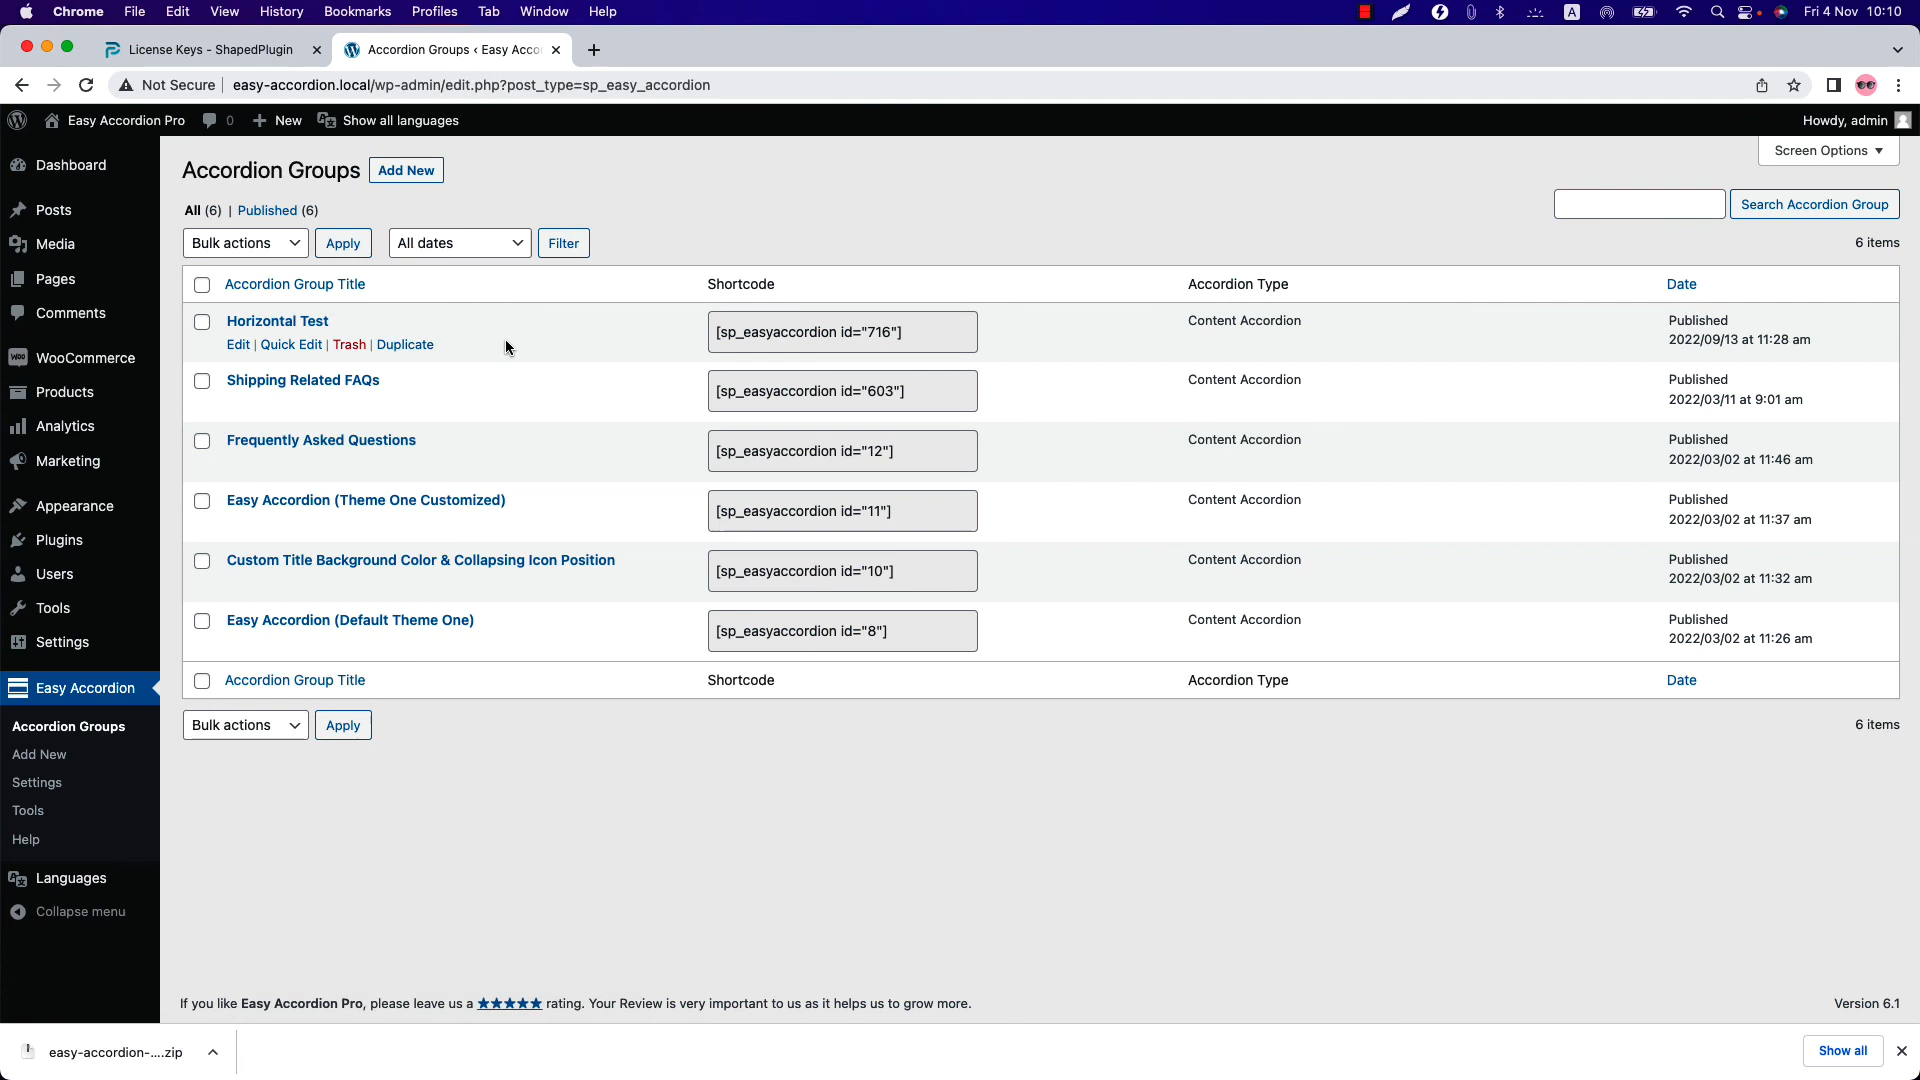 Chrome File Edit View History Bookmarks Profiles Tab Window Help A Fri 4 Nov 10:10
License Keys - ShapedPlugin Accordion Groups ‹ Easy Acco
Not Secure easy-accordion.local/wp-admin/edit.php?post_type=sp_easy_accordion
Easy Accordion Pro 0 New Show all languages Howdy, admin
Dashboard
Posts
Media
Pages
Comments
Woo WooCommerce
Products
Analytics
Marketing
Appearance
Plugins
Users
Tools
Settings
Easy Accordion
Accordion Groups
Add New
Settings
Tools
Help
Languages
Collapse menu
Screen Options
Accordion Groups Add New
All (6) | Published (6)
Search Accordion Group
Bulk actions Apply All dates Filter 6 items
Accordion Group Title Shortcode Accordion Type Date
Horizontal Test [sp_easyaccordion id="716"] Content Accordion Published
Edit | Quick Edit | Trash | Duplicate 2022/09/13 at 11:28 am
Shipping Related FAQs [sp_easyaccordion id="603"] Content Accordion Published
2022/03/11 at 9:01 am
Frequently Asked Questions [sp_easyaccordion id="12"] Content Accordion Published
2022/03/02 at 11:46 am
Easy Accordion (Theme One Customized) [sp_easyaccordion id="11"] Content Accordion Published
2022/03/02 at 11:37 am
Custom Title Background Color & Collapsing Icon Position [sp_easyaccordion id="10"] Content Accordion Published
2022/03/02 at 11:32 am
Easy Accordion (Default Theme One) [sp_easyaccordion id="8"] Content Accordion Published
2022/03/02 at 11:26 am
Accordion Group Title Shortcode Accordion Type Date
Bulk actions Apply 6 items
If you like Easy Accordion Pro, please leave us a ★★★★★ rating. Your Review is very important to us as it helps us to grow more. Version 6.1
easy-accordion-....zip Show all